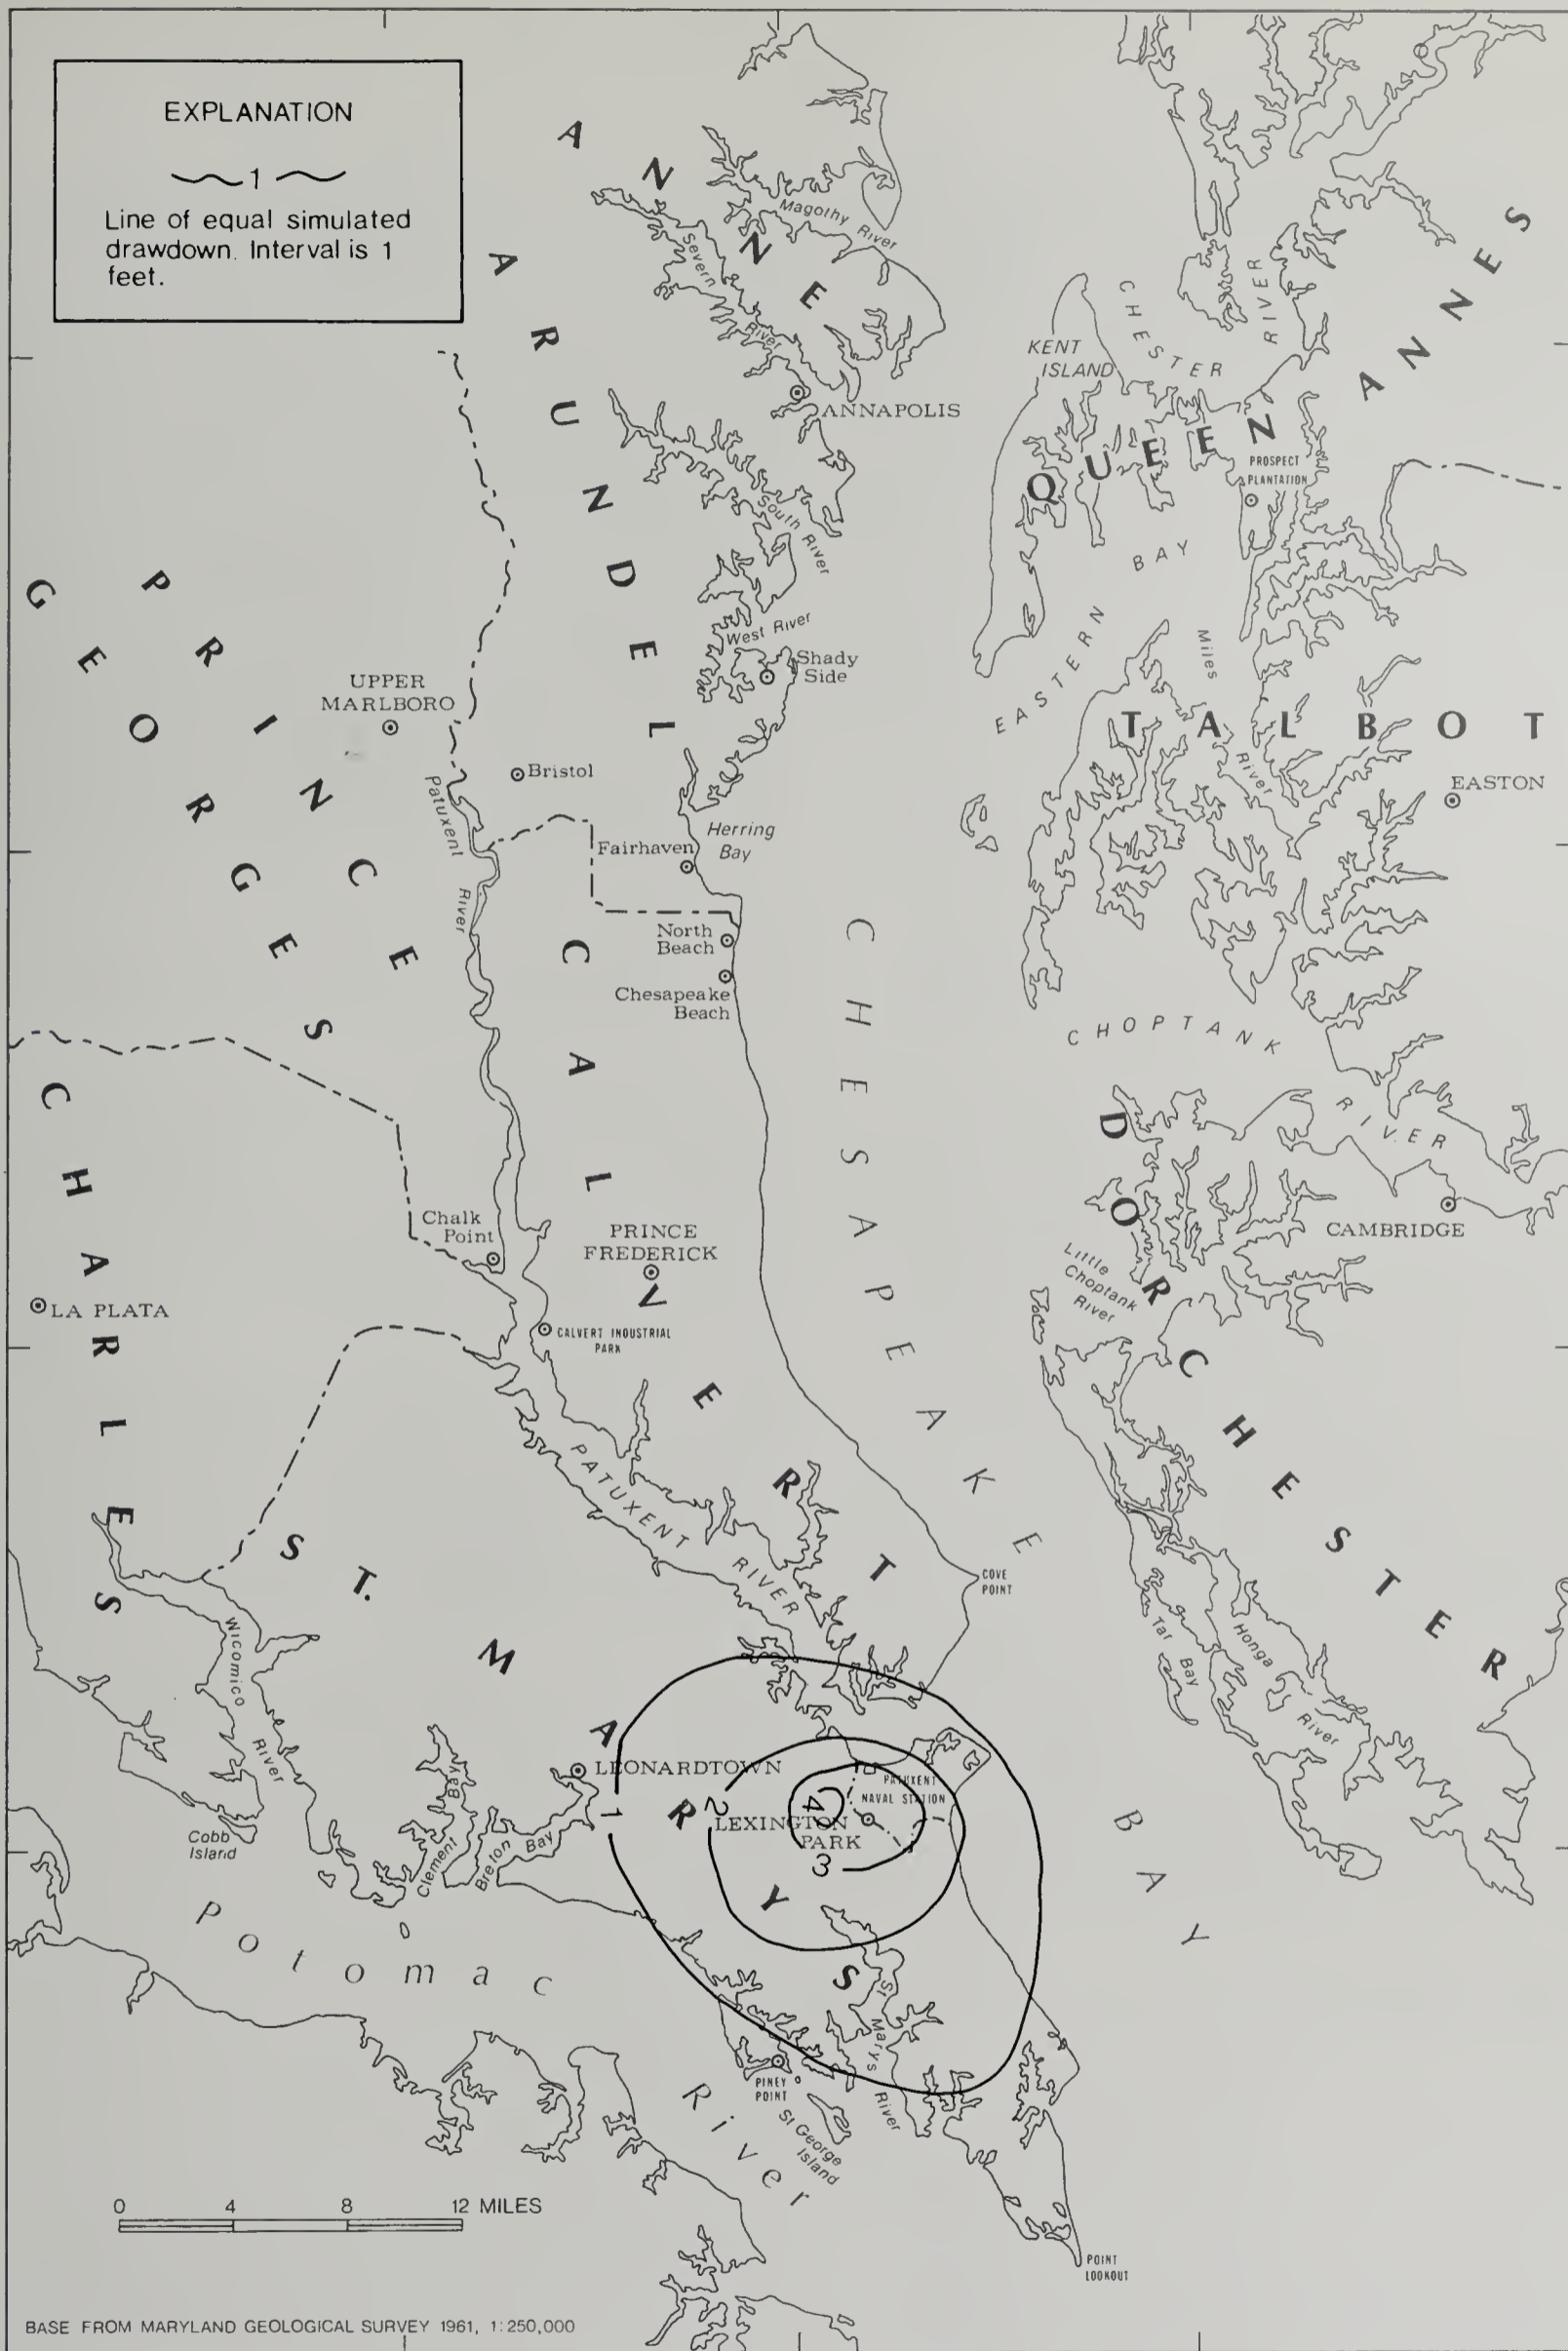 EXPLANATION
1
Line of equal simulated
drawdown. Interval is 1
feet.
ANNE
ARUNDEL
Magothy River
Severn
River
ANNAPOLIS
South River
West River
Shady
Side
KENT
ISLAND
CHESTER
RIVER
QUEEN ANNES
PROSPECT
PLANTATION
EASTERN
BAY
Miles
River
TALBOT
EASTON
PRINCE
GEORGES
UPPER
MARLBORO
Bristol
Patuxent
River
Fairhaven
Herring
Bay
North
Beach
Chesapeake
Beach
CALVERT
CHESAPEAKE
BAY
CHOPTANK
RIVER
CAMBRIDGE
DORCHESTER
Little
Choptank
River
CHARLES
LA PLATA
Chalk
Point
PRINCE
FREDERICK
CALVERT INDUSTRIAL
PARK
PATUXENT RIVER
COVE
POINT
Tar Bay
Honga
River
ST. MARYS
Wicomico
River
LEONARDTOWN
1
2
4
3
PATUXENT
NAVAL STATION
LEXINGTON
PARK
Cobb
Island
Clement
Bay
Breton Bay
Potomac
River
St
Marys
River
PINEY
POINT
St George
Island
0 4 8 12 MILES
POINT
LOOKOUT
BASE FROM MARYLAND GEOLOGICAL SURVEY 1961, 1:250,000